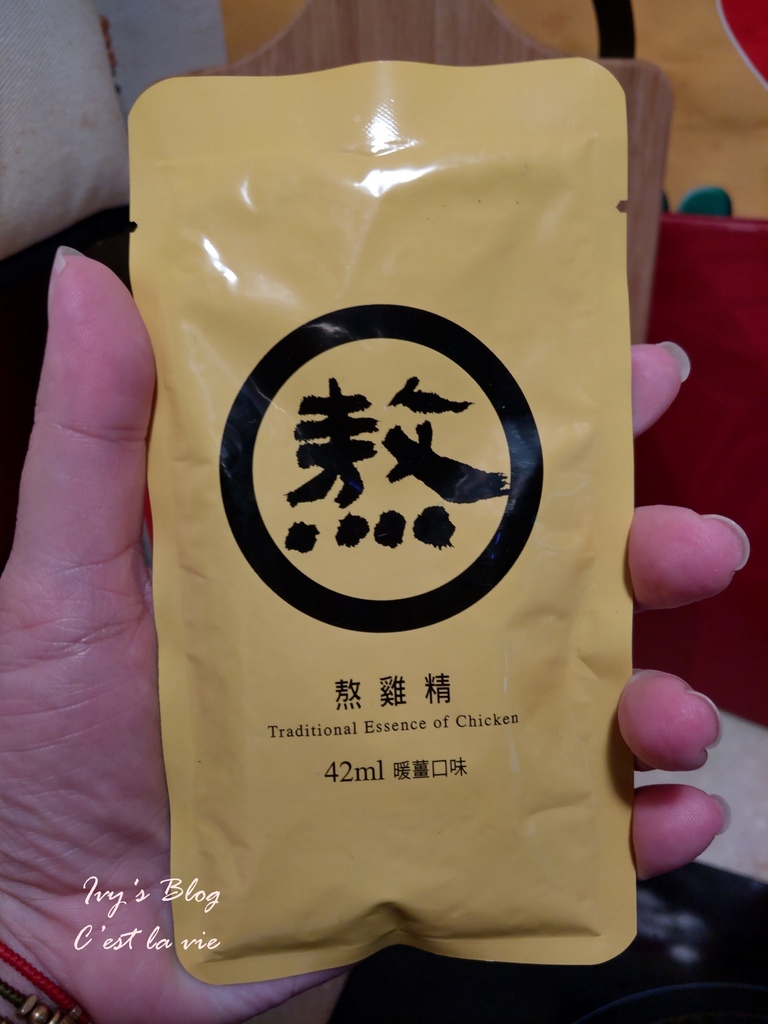 熬
熬雞精
Traditional Essence of Chicken
42ml 暖薑口味
Ivy's Blog
C'est la vie